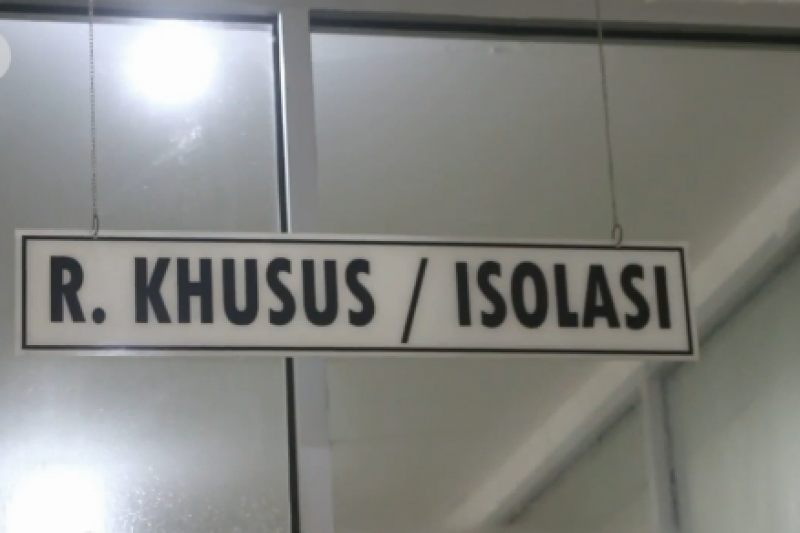 R. KHUSUS / ISOLASI